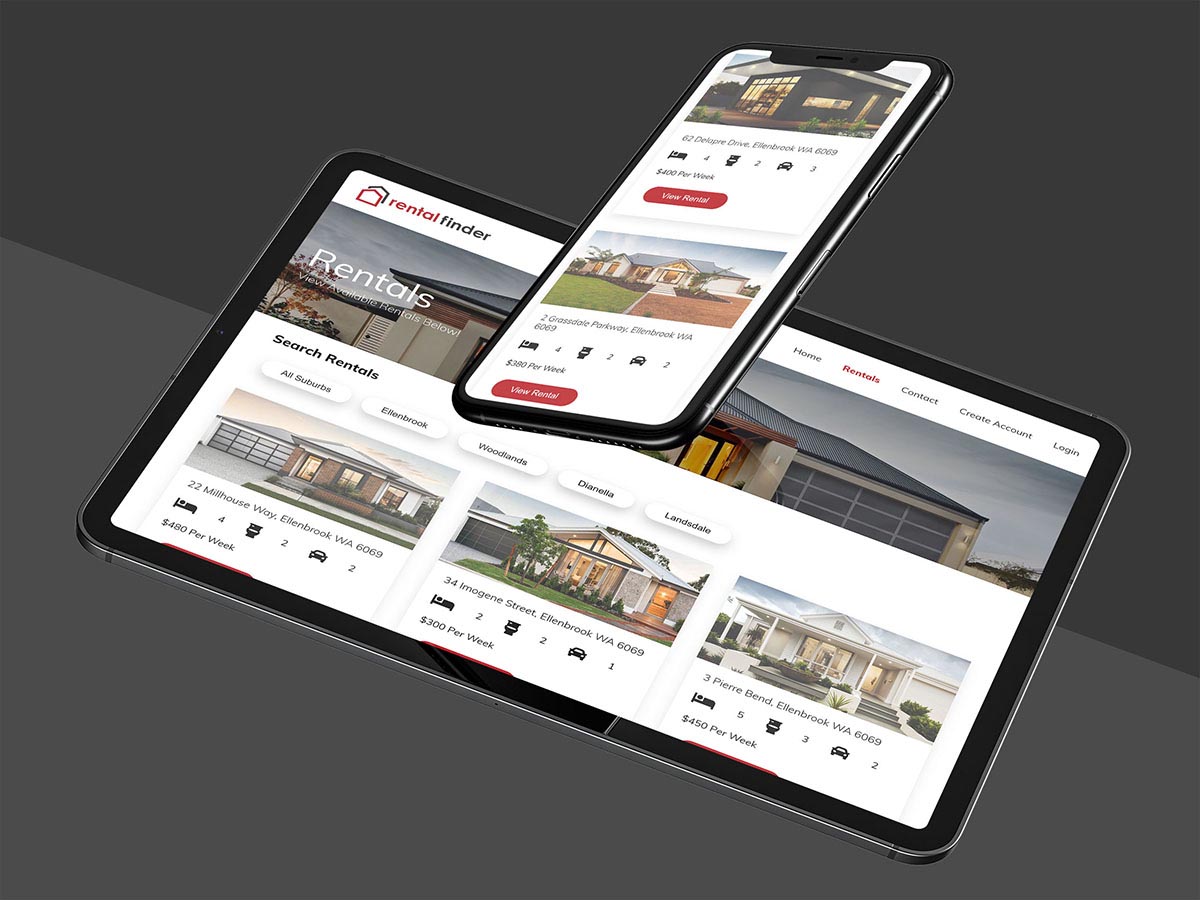 62 Delapre Drive, Ellenbrook WA 6069
4 2 3
$400 Per Week
View Rental
2 Grassdale Parkway, Ellenbrook WA
6069
4 2 2
$380 Per Week
View Rental
rental finder
Home Rentals Contact Create Account Login
Rentals
View Available Rentals Below!
Search Rentals
All Suburbs Ellenbrook Woodlands Dianella Landsdale
22 Millhouse Way, Ellenbrook WA 6069
4 2 2
$480 Per Week
34 Imogene Street, Ellenbrook WA 6069
2 2 1
$300 Per Week
3 Pierre Bend, Ellenbrook WA 6069
5 3 2
$450 Per Week